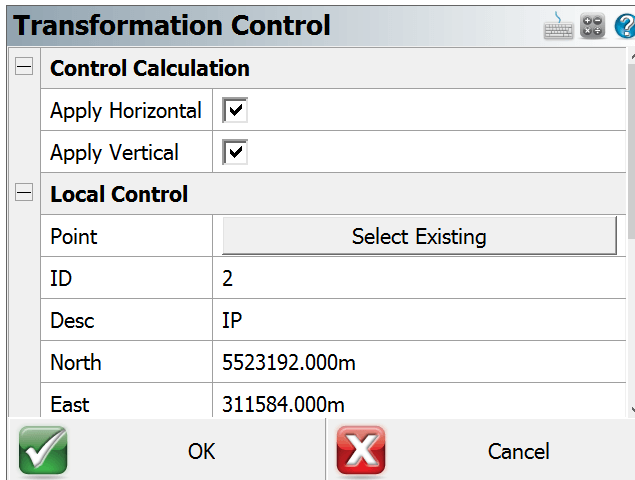 Transformation Control
Control Calculation
Apply Horizontal
Apply Vertical
Local Control
Point Select Existing
ID 2
Desc IP
North 5523192.000m
East 311584.000m
OK Cancel